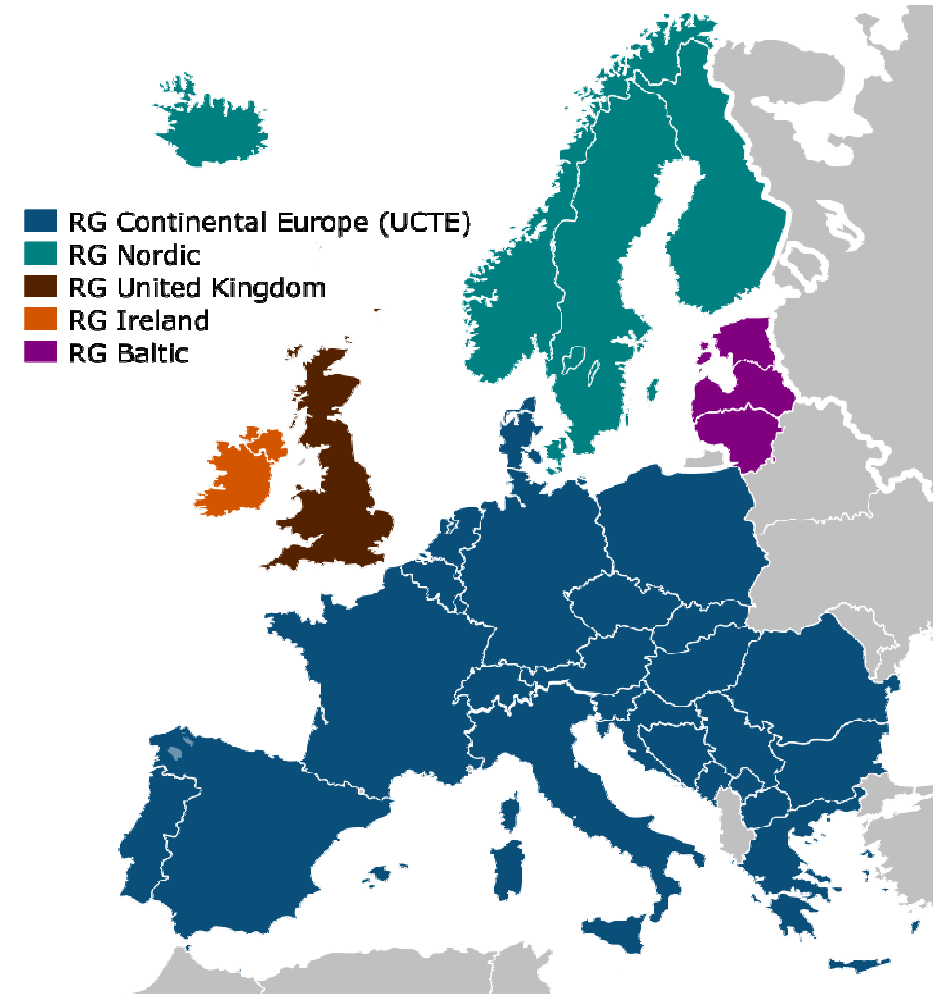 RG Continental Europe (UCTE)
RG Nordic
RG United Kingdom
RG Ireland
RG Baltic